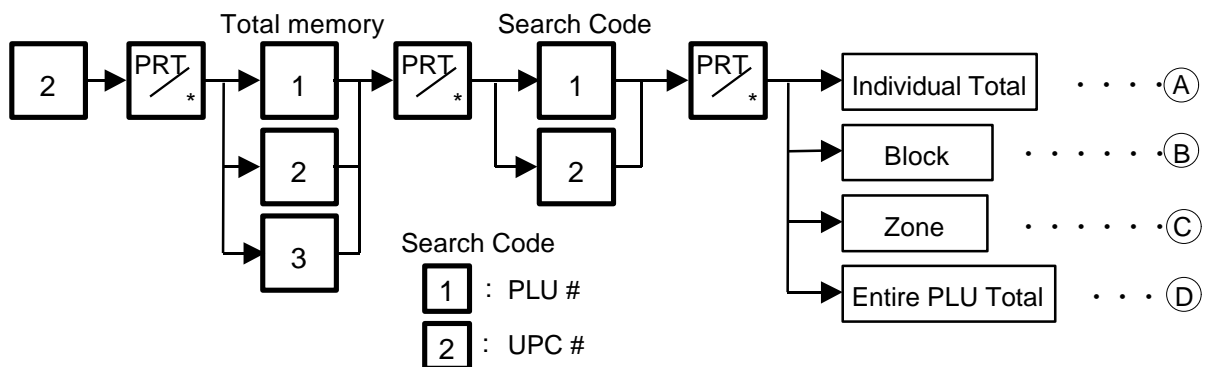 Total memory
Search Code
2
PRT/*
1
2
3
PRT/*
1
2
PRT/*
Individual Total ・・・・Ⓐ
Block ・・・・・・Ⓑ
Zone ・・・・・・Ⓒ
Entire PLU Total ・・・Ⓓ
Search Code
1 : PLU #
2 : UPC #